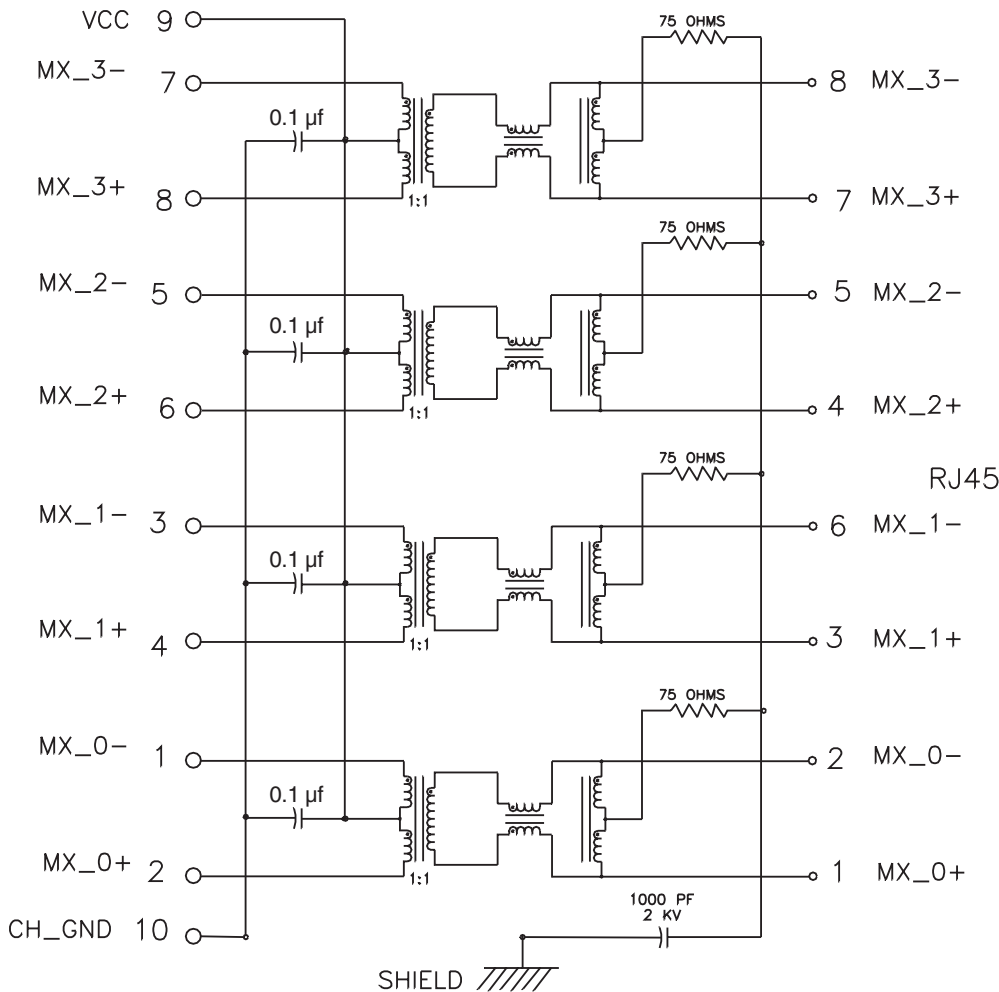 75 OHMS
VCC 9
MX_3- 7
8 MX_3-
0.1 µf
MX_3+ 8
1:1
7 MX_3+
75 OHMS
MX_2- 5
5 MX_2-
0.1 µf
MX_2+ 6
1:1
4 MX_2+
75 OHMS
RJ45
MX_1- 3
6 MX_1-
0.1 µf
MX_1+ 4
1:1
3 MX_1+
75 OHMS
MX_0- 1
2 MX_0-
0.1 µf
MX_0+ 2
1:1
1 MX_0+
1000 PF
2 KV
CH_GND 10
SHIELD